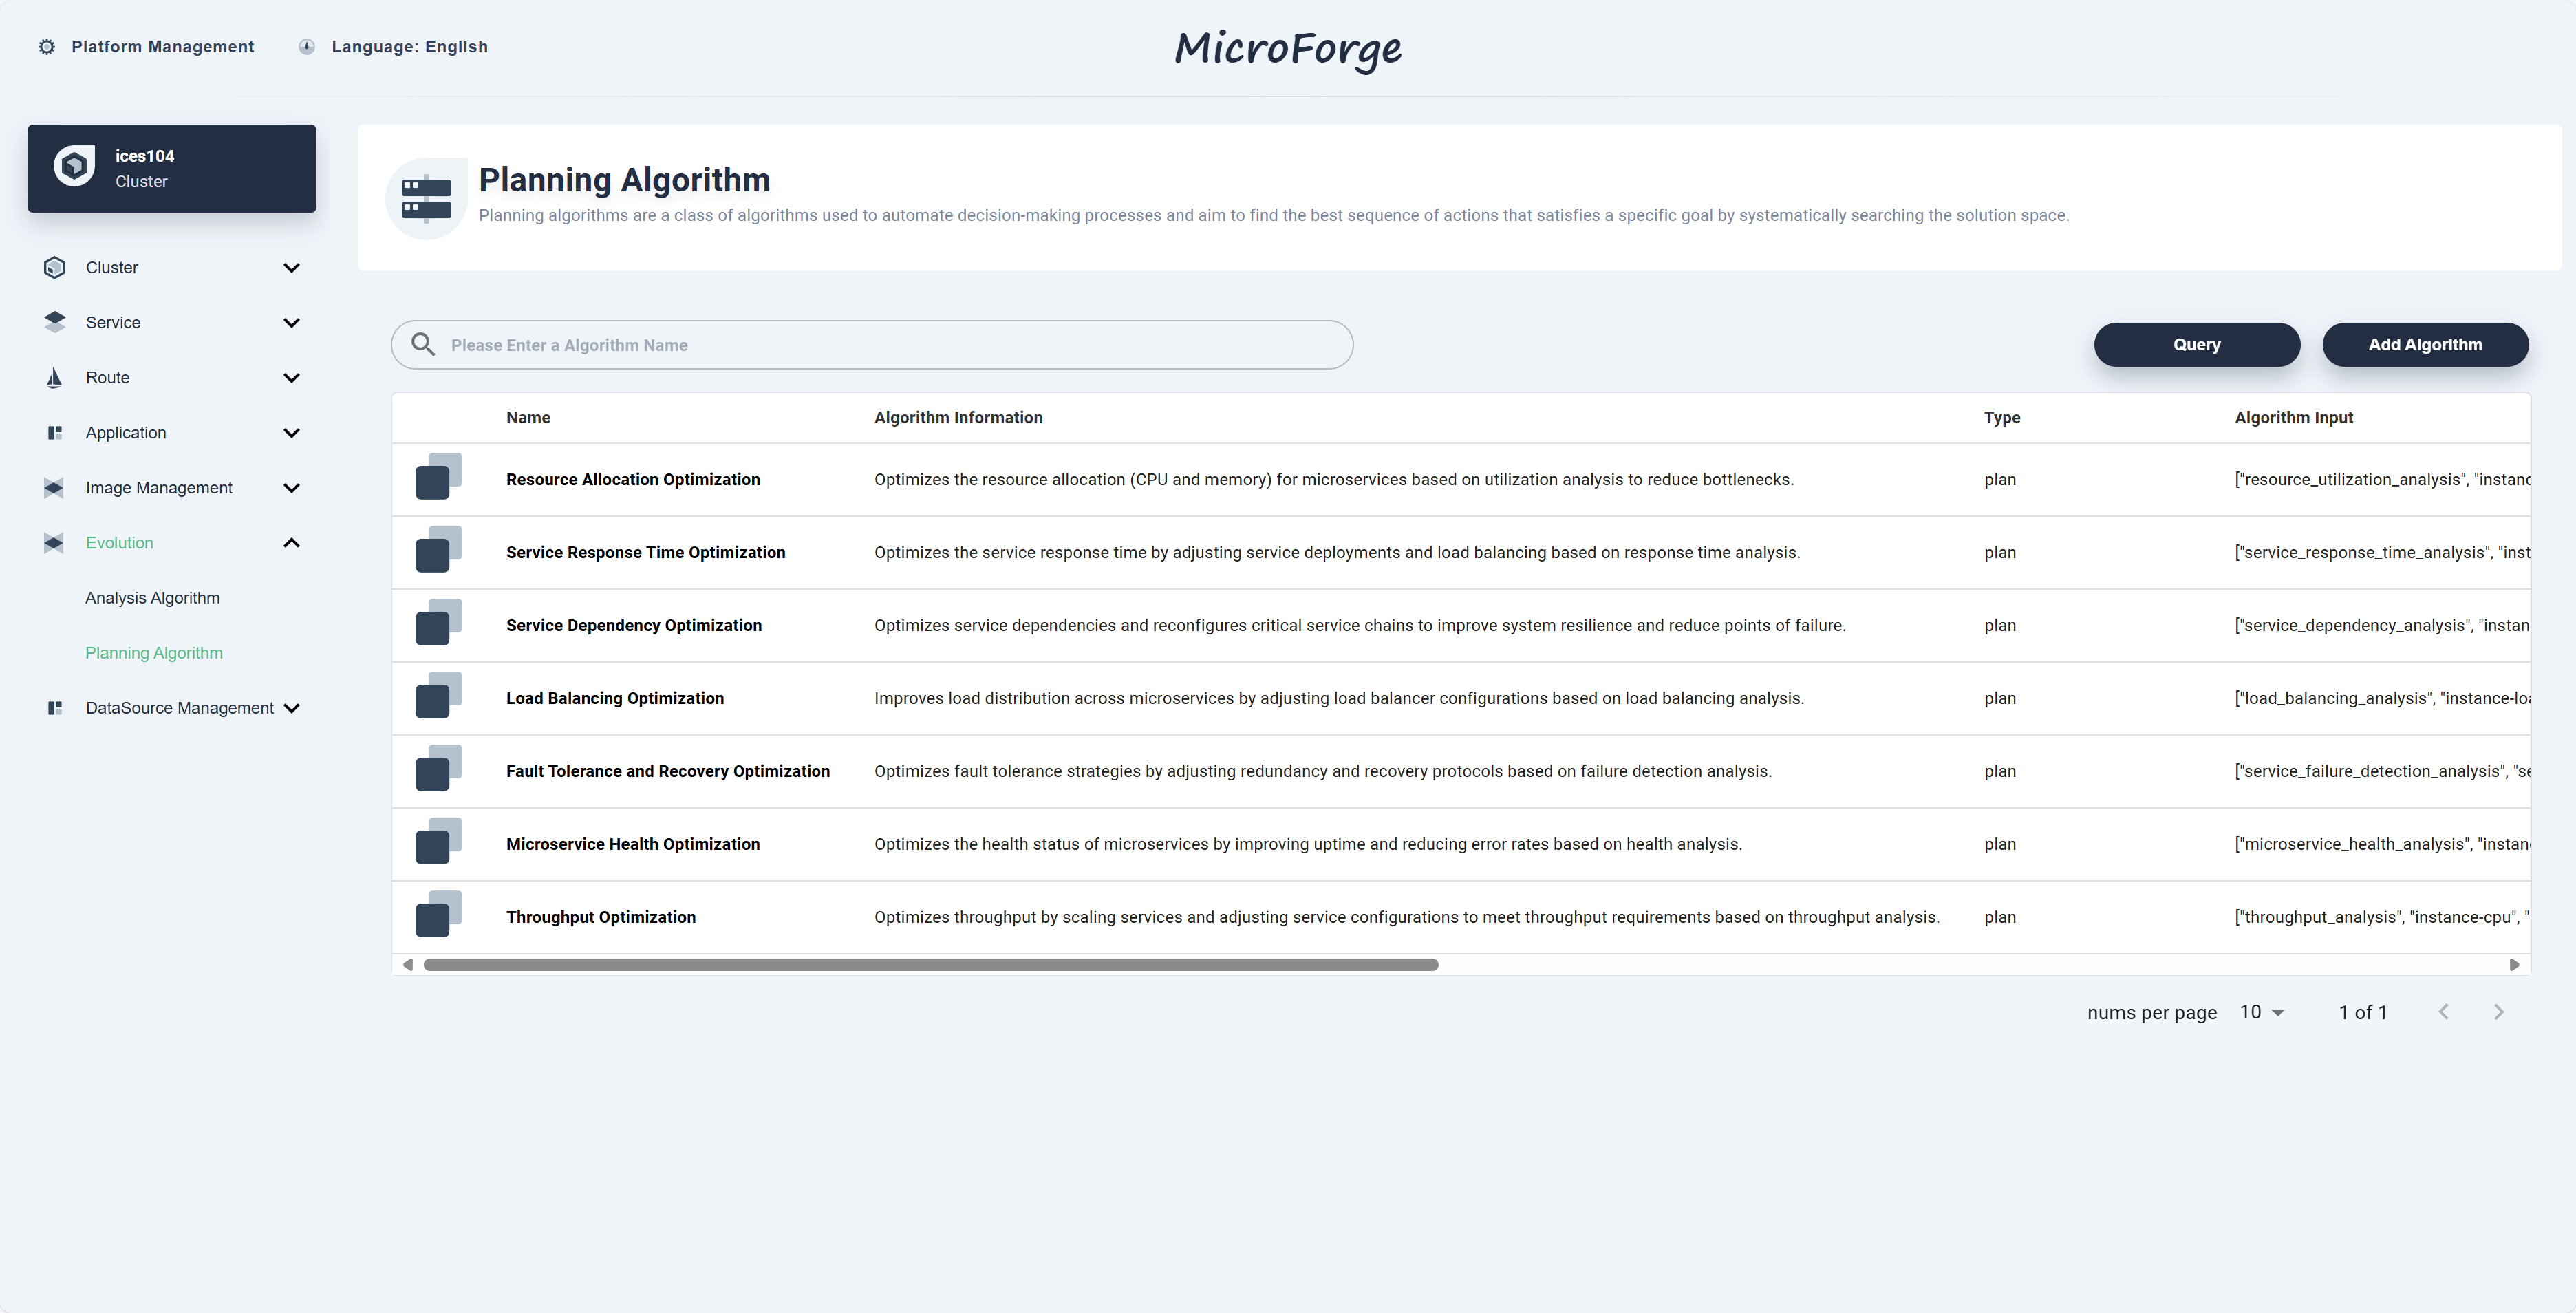 Platform Management
Language: English
MicroForge
ices104
Cluster
Cluster
Service
Route
Application
Image Management
Evolution
Analysis Algorithm
Planning Algorithm
DataSource Management
Planning Algorithm
Planning algorithms are a class of algorithms used to automate decision-making processes and aim to find the best sequence of actions that satisfies a specific goal by systematically searching the solution space.
Please Enter a Algorithm Name
Query
Add Algorithm
Name Algorithm Information Type Algorithm Input
Resource Allocation Optimization Optimizes the resource allocation (CPU and memory) for microservices based on utilization analysis to reduce bottlenecks. plan ["resource_utilization_analysis", "instanc
Service Response Time Optimization Optimizes the service response time by adjusting service deployments and load balancing based on response time analysis. plan ["service_response_time_analysis", "inst
Service Dependency Optimization Optimizes service dependencies and reconfigures critical service chains to improve system resilience and reduce points of failure. plan ["service_dependency_analysis", "instan
Load Balancing Optimization Improves load distribution across microservices by adjusting load balancer configurations based on load balancing analysis. plan ["load_balancing_analysis", "instance-loa
Fault Tolerance and Recovery Optimization Optimizes fault tolerance strategies by adjusting redundancy and recovery protocols based on failure detection analysis. plan ["service_failure_detection_analysis", "se
Microservice Health Optimization Optimizes the health status of microservices by improving uptime and reducing error rates based on health analysis. plan ["microservice_health_analysis", "instan
Throughput Optimization Optimizes throughput by scaling services and adjusting service configurations to meet throughput requirements based on throughput analysis. plan ["throughput_analysis", "instance-cpu", "
nums per page 10 1 of 1